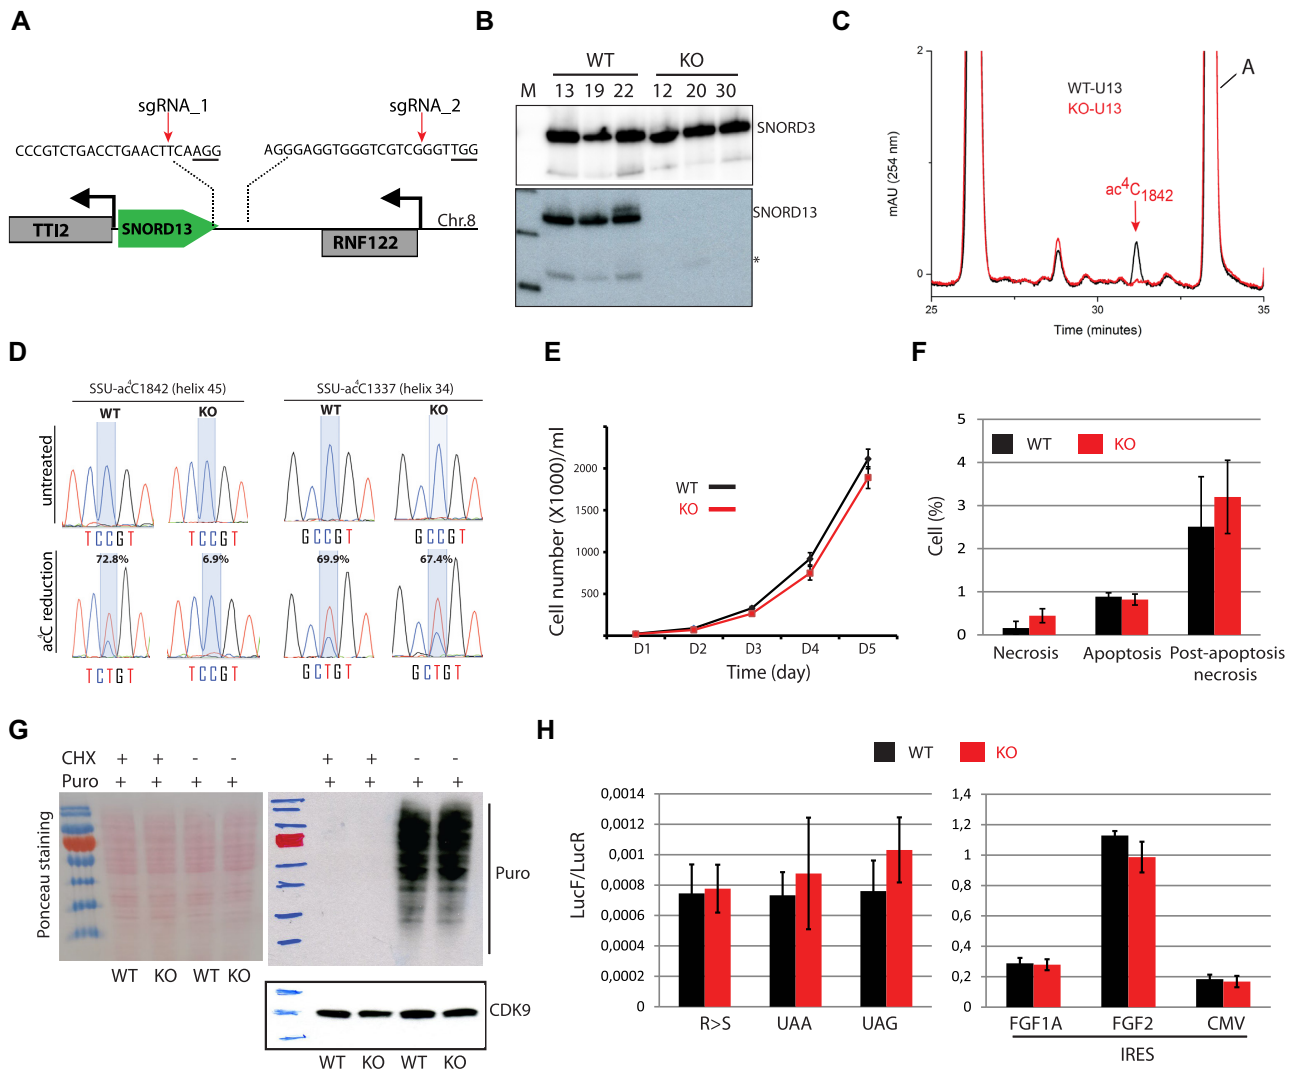 A
sgRNA_1
sgRNA_2
CCCGTCTGACCTGAACTTCAAGG
AGGGAGGTGGGTCGTCGGGTTGG
TTI2
SNORD13
RNF122
Chr.8
B
WT
KO
M
13 19 22 12 20 30
SNORD3
SNORD13
*
C
2
1
0
mAU (254 nm)
WT-U13
KO-U13
ac4C1842
A
25
30
35
Time (minutes)
D
SSU-ac4C1842 (helix 45)
SSU-ac4C1337 (helix 34)
WT
KO
WT
KO
untreated
TCCGT
TCCGT
GCCGT
GCCGT
ac4C reduction
72.8%
6.9%
69.9%
67.4%
TCTGT
TCCGT
GCTGT
GCTGT
E
Cell number (X1000)/ml
2000
1500
1000
500
WT
KO
D1
D2
D3
D4
D5
Time (day)
F
Cell (%)
5
4
3
2
1
0
WT
KO
Necrosis
Apoptosis
Post-apoptosis
necrosis
G
CHX + + - -
Puro + + + +
+ + - -
+ + + +
Ponceau staining
WT KO WT KO
Puro
CDK9
WT KO WT KO
H
WT
KO
LucF/LucR
0,0014
0,0012
0,001
0,0008
0,0006
0,0004
0,0002
0
R>S
UAA
UAG
1,4
1,2
1
0,8
0,6
0,4
0,2
0
FGF1A
FGF2
CMV
IRES